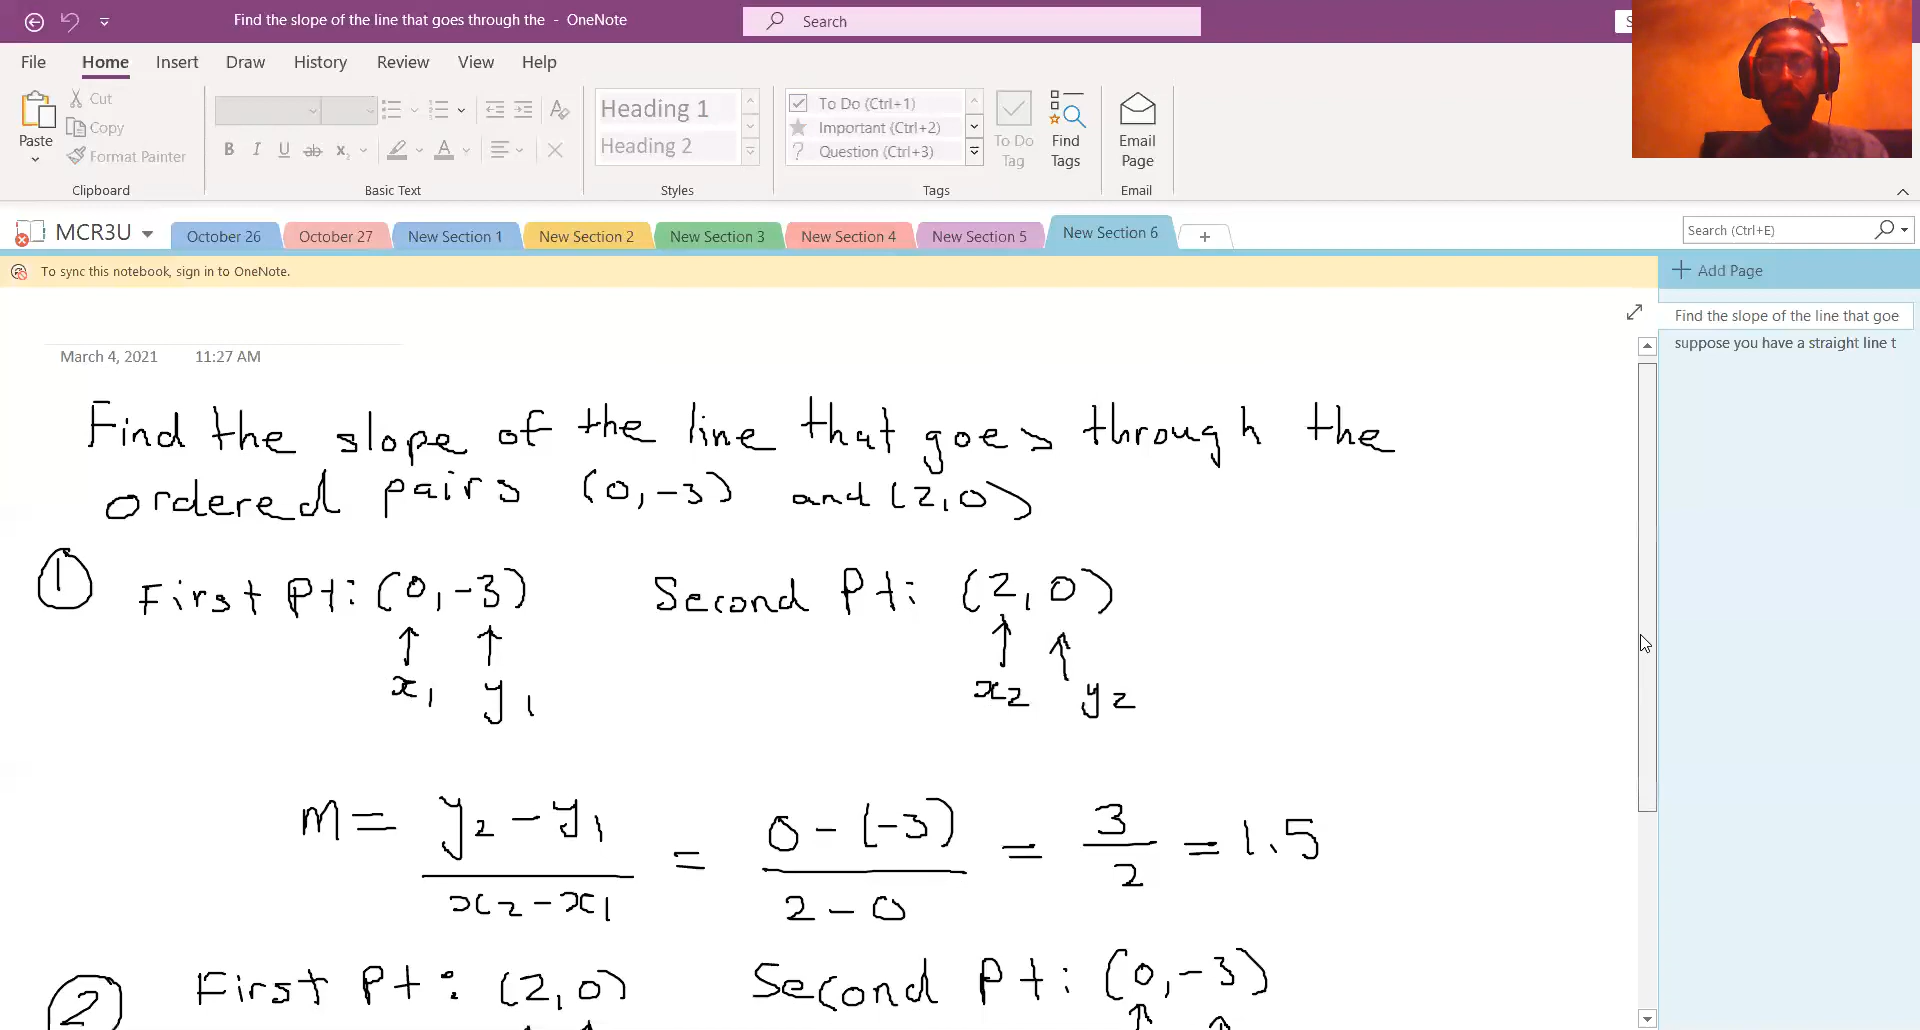 Find the slope of the line that goes through the - OneNote
Search
File Home Insert Draw History Review View Help
Paste
Cut
Copy
Format Painter
Clipboard
B I U ab x₂ A
Basic Text
Heading 1
Heading 2
Styles
To Do (Ctrl+1)
Important (Ctrl+2)
? Question (Ctrl+3)
To Do Tag
Find Tags
Tags
Email Page
Email
MCR3U
October 26 October 27 New Section 1 New Section 2 New Section 3 New Section 4 New Section 5 New Section 6 +
Search (Ctrl+E)
To sync this notebook, sign in to OneNote.
Add Page
Find the slope of the line that goe
suppose you have a straight line t
March 4, 2021 11:27 AM
Find the slope of the line that goes through the
ordered pairs (0,-3) and (2,0)
① First Pt: (0,-3) Second Pt: (2,0)
↑ ↑ ↑ ↑
x₁ y₁ x₂ y₂
m = (y₂ - y₁)/(x₂ - x₁) = (0 - (-3))/(2 - 0) = 3/2 = 1.5
② First Pt: (2,0) Second Pt: (0,-3)